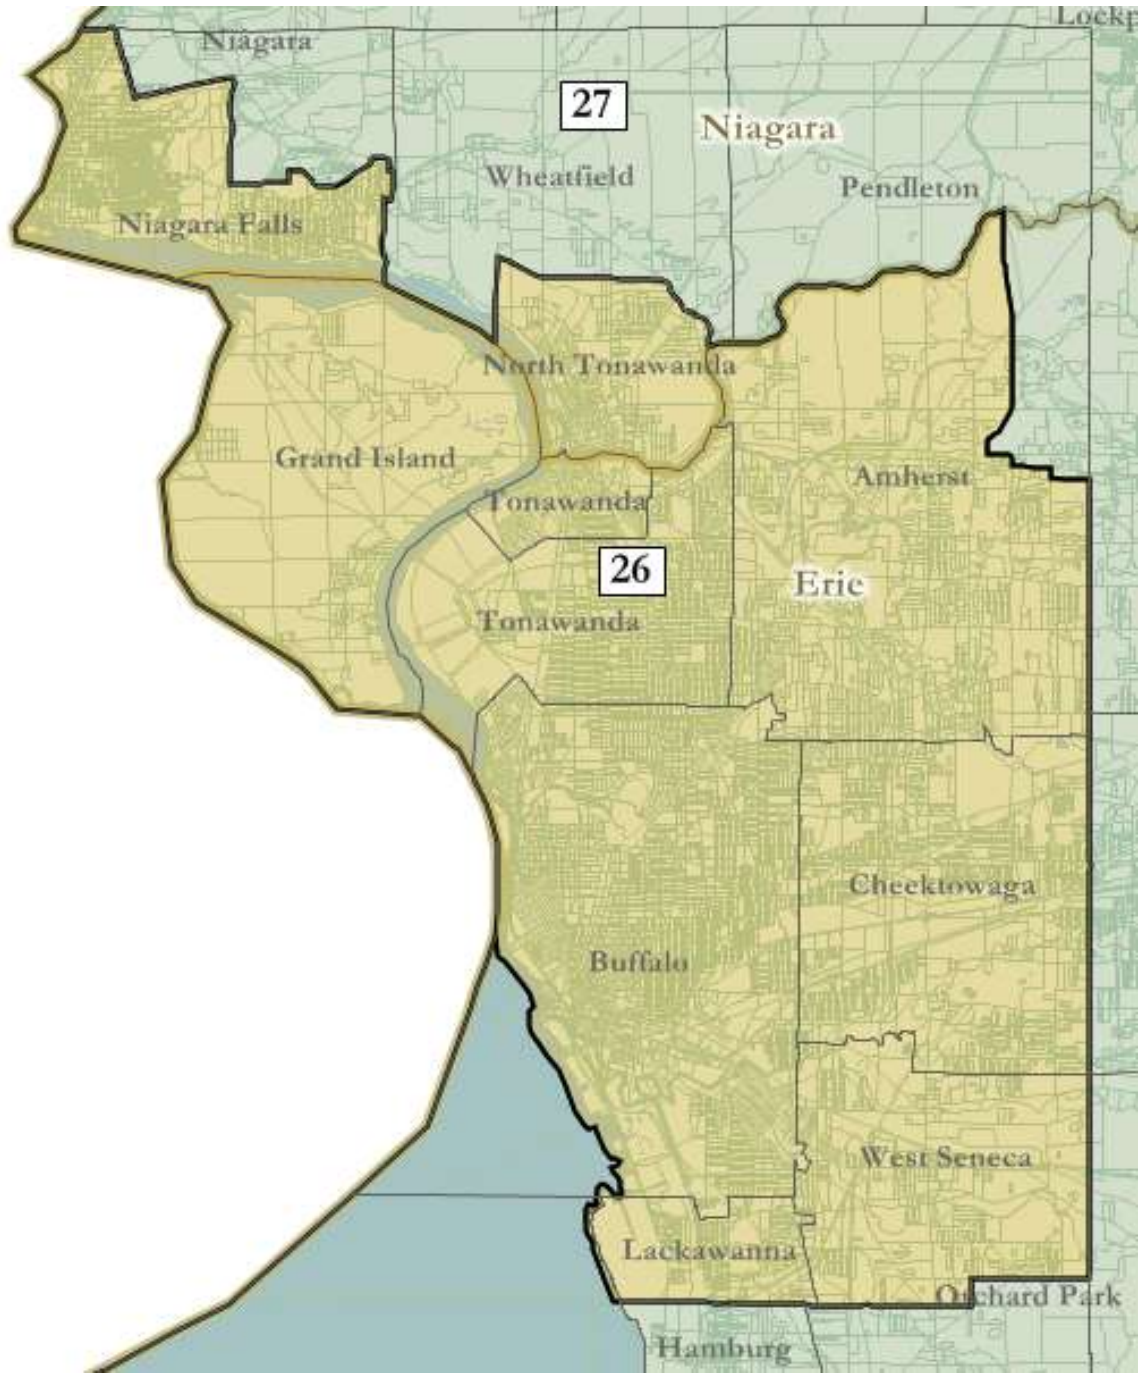 Lockp
Niagara
27
Niagara
Wheatfield
Pendleton
Niagara Falls
North Tonawanda
Grand Island
Amherst
Tonawanda
26
Erie
Tonawanda
Cheektowaga
Buffalo
West Seneca
Lackawanna
Orchard Park
Hamburg